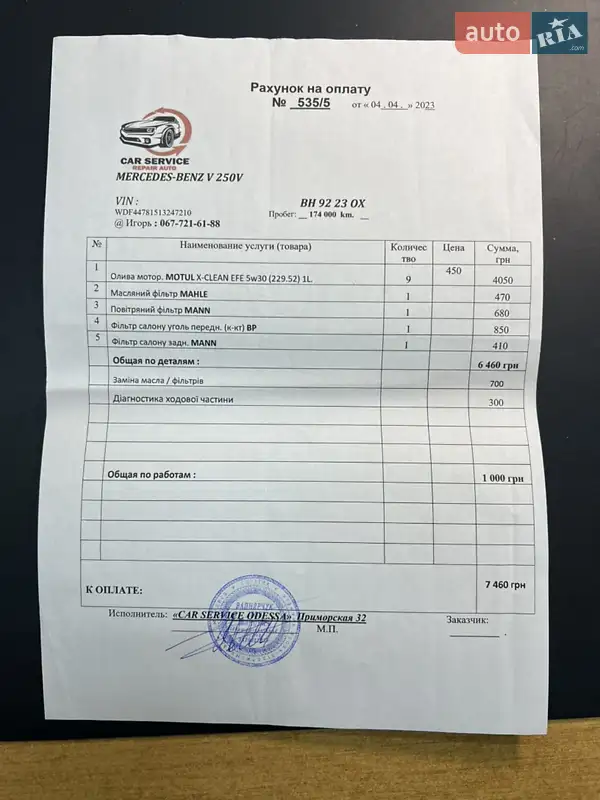 auto RIA.com
Рахунок на оплату
№ 535/5 от « 04 . 04 . » 2023
CAR SERVICE
REPAIR AUTO
MERCEDES-BENZ V 250V
VIN :
WDF44781513247210
@ Игорь : 067-721-61-88
BH 92 23 OX
Пробег: 174 000 km.
№ Наименование услуги (товара) Количес тво Цена Сумма, грн
1 Олива мотор. MOTUL X-CLEAN EFE 5w30 (229.52) 1L. 9 450 4050
2 Масляний фільтр MAHLE 1 470
3 Повітряний фільтр MANN 1 680
4 Фільтр салону уголь передн. (к-кт) BP 1 850
5 Фільтр салону задн. MANN 1 410
Общая по деталям : 6 460 грн
Заміна масла / фільтрів 700
Діагностика ходової частини 300
Общая по работам : 1 000 грн
К ОПЛАТЕ: 7 460 грн
Исполнитель: «CAR SERVICE ODESSA» Приморская 32 Заказчик:
М.П.